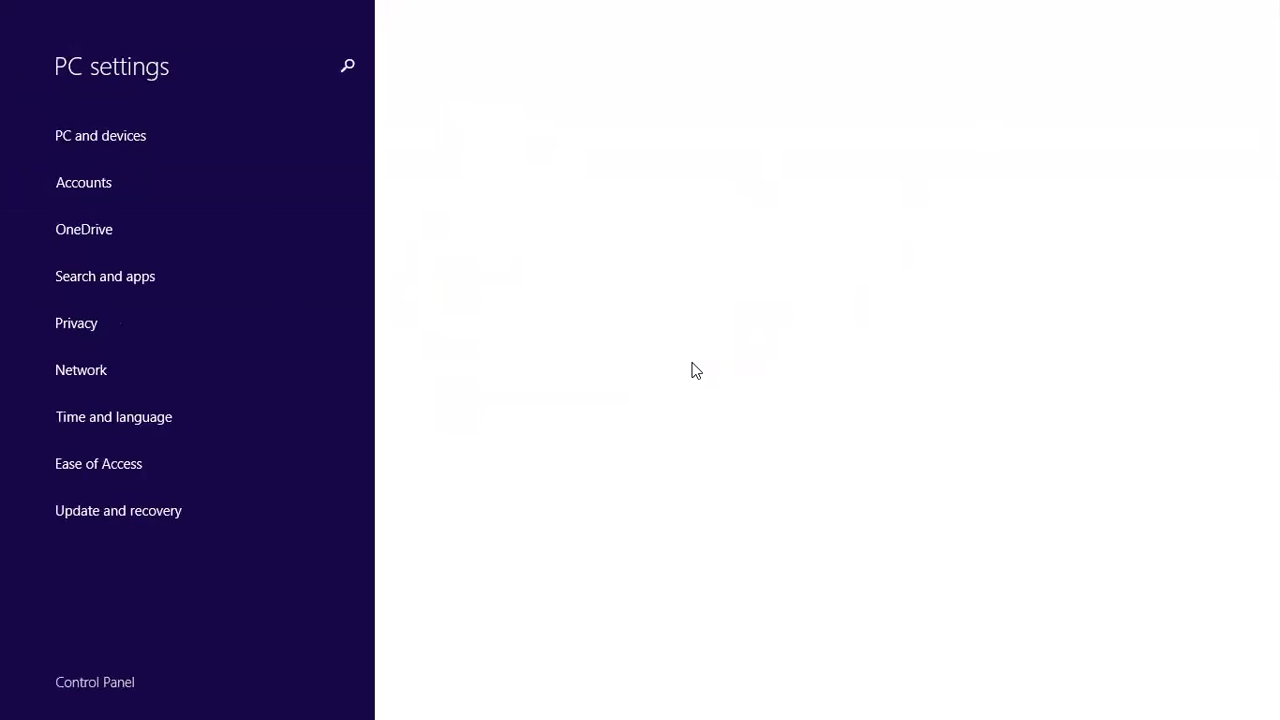 PC settings
PC and devices
Accounts
OneDrive
Search and apps
Privacy
Network
Time and language
Ease of Access
Update and recovery
Control Panel